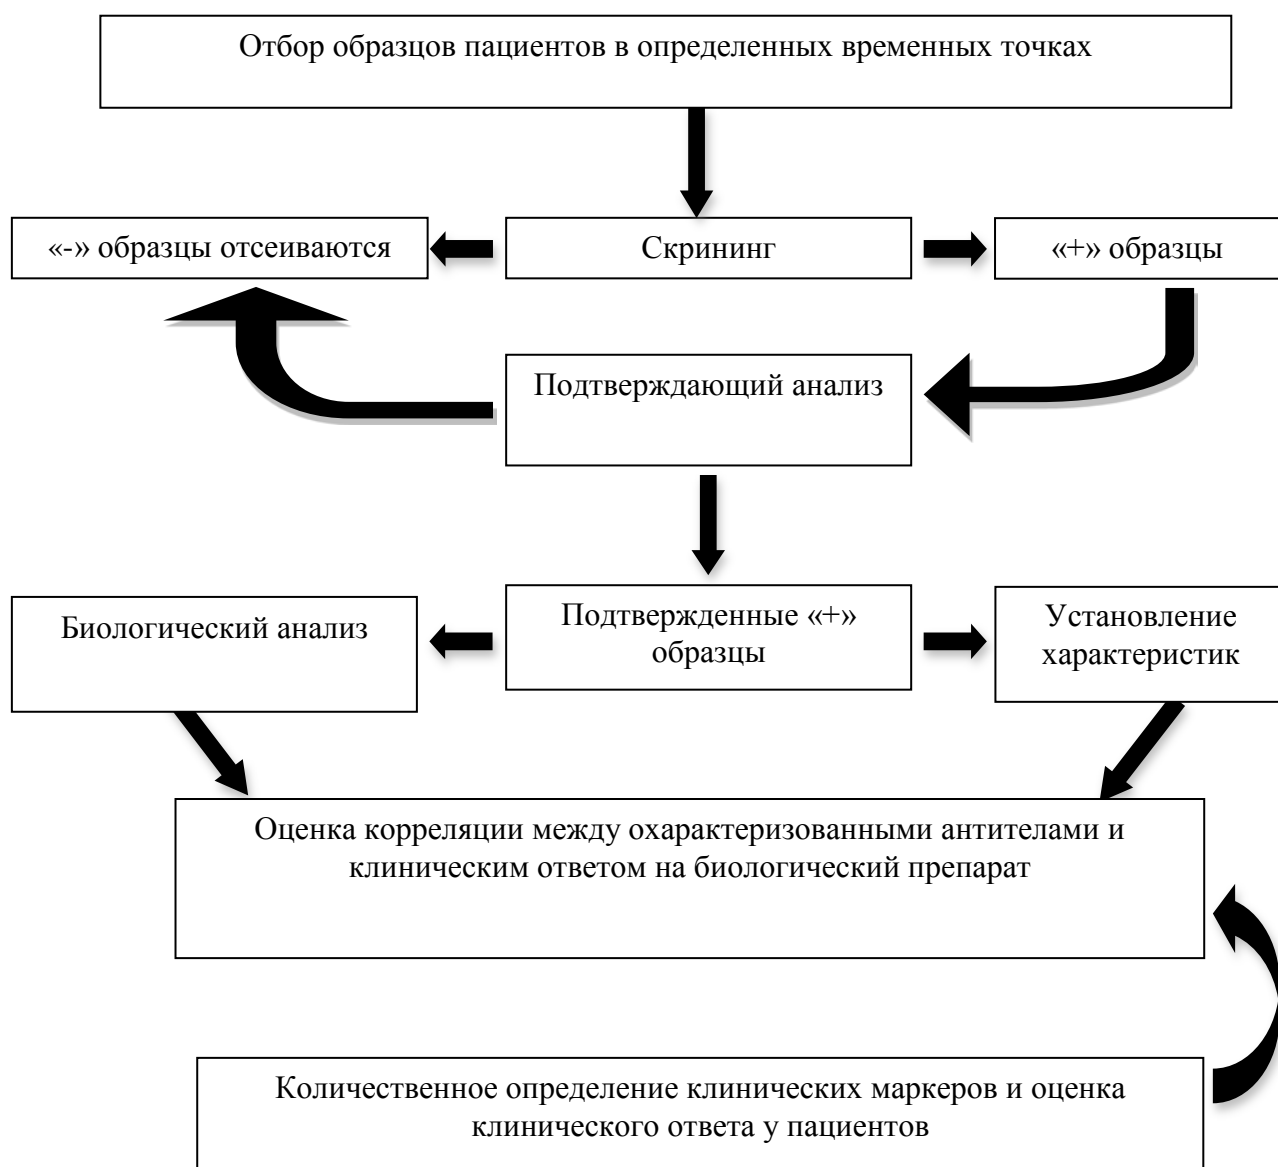 Отбор образцов пациентов в определенных временных точках
«-» образцы отсеиваются
Скрининг
«+» образцы
Подтверждающий анализ
Биологический анализ
Подтвержденные «+»
образцы
Установление
характеристик
Оценка корреляции между охарактеризованными антителами и
клиническим ответом на биологический препарат
Количественное определение клинических маркеров и оценка
клинического ответа у пациентов